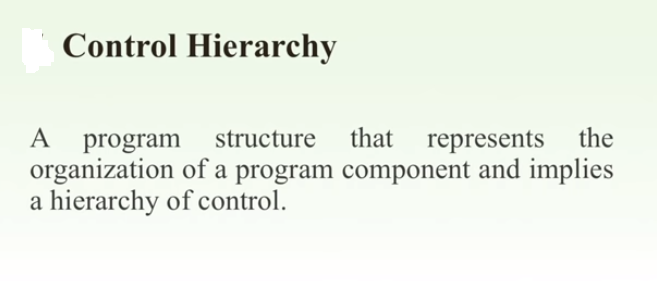 Control Hierarchy
A program structure that represents the
organization of a program component and implies
a hierarchy of control.